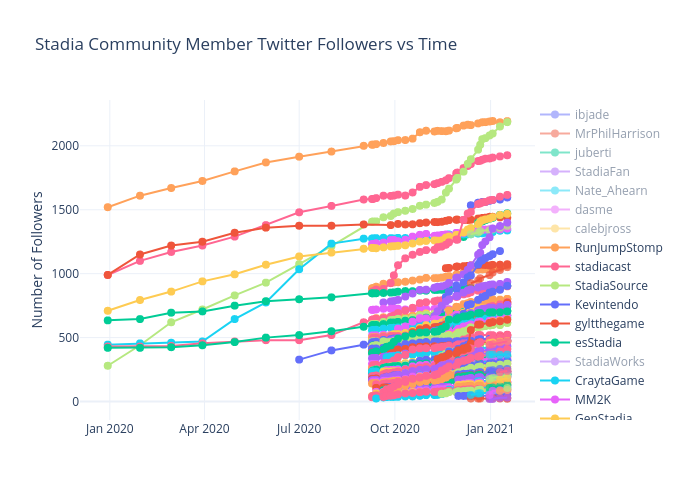 Stadia Community Member Twitter Followers vs Time
Number of Followers
2000
1500
1000
500
0
Jan 2020
Apr 2020
Jul 2020
Oct 2020
Jan 2021
ibjade
MrPhilHarrison
juberti
StadiaFan
Nate_Ahearn
dasme
calebjross
RunJumpStomp
stadiacast
StadiaSource
Kevintendo
gyltthegame
esStadia
StadiaWorks
CraytaGame
MM2K
GenStadia